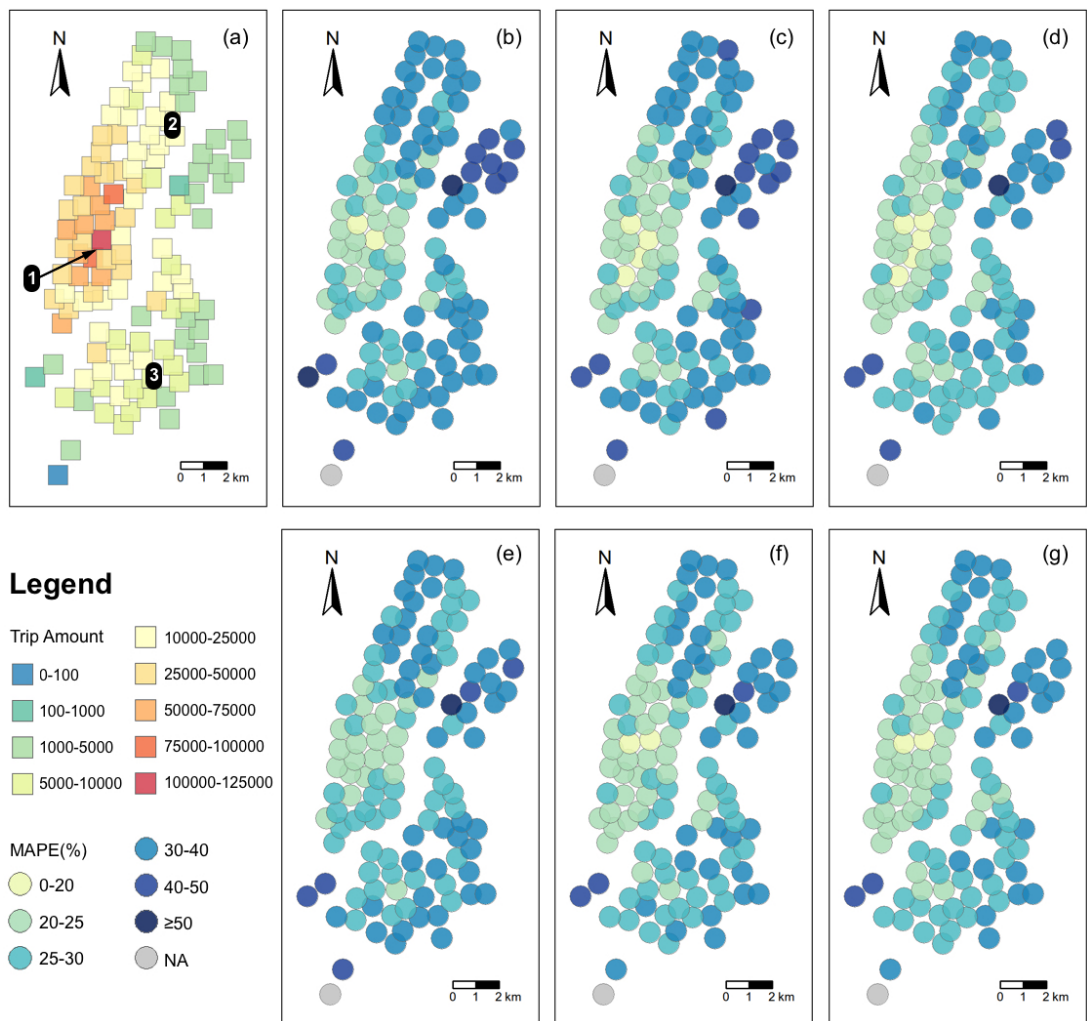 N (a)
2
1
3
0 1 2 km
N (b)
0 1 2 km
N (c)
0 1 2 km
N (d)
0 1 2 km
Legend
Trip Amount
0-100
100-1000
1000-5000
5000-10000
10000-25000
25000-50000
50000-75000
75000-100000
100000-125000
MAPE(%)
0-20
20-25
25-30
30-40
40-50
≥50
NA
N (e)
0 1 2 km
N (f)
0 1 2 km
N (g)
0 1 2 km